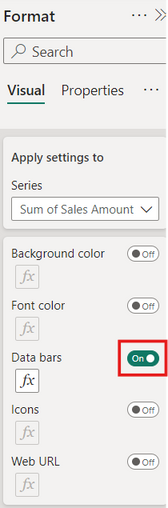 Format
Search
Visual Properties
Apply settings to
Series
Sum of Sales Amount
Background color Off
fx
Font color Off
fx
Data bars On
fx
Icons Off
fx
Web URL Off
fx